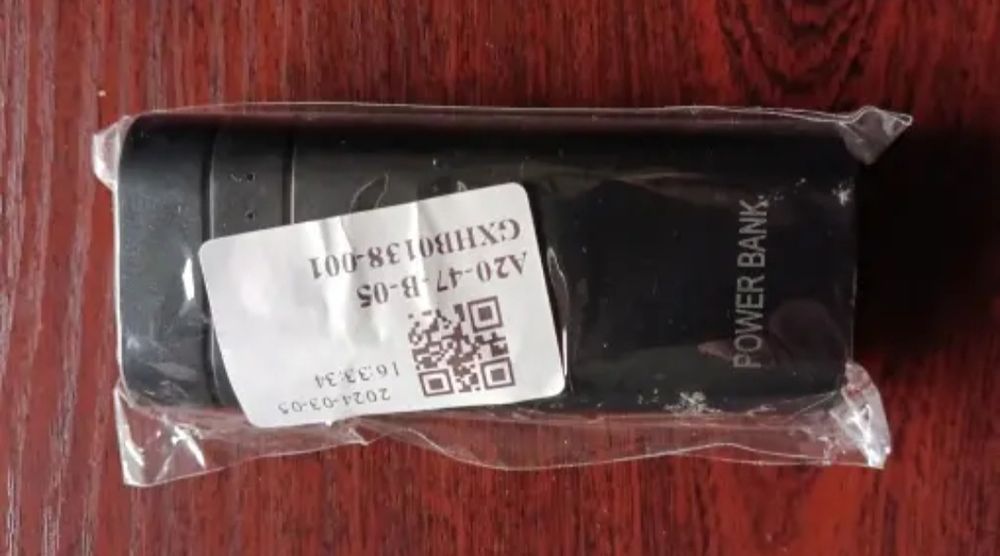 A20-47-B-05
GXHB0138-001
2024-03-05
16:33:34
POWER BANK